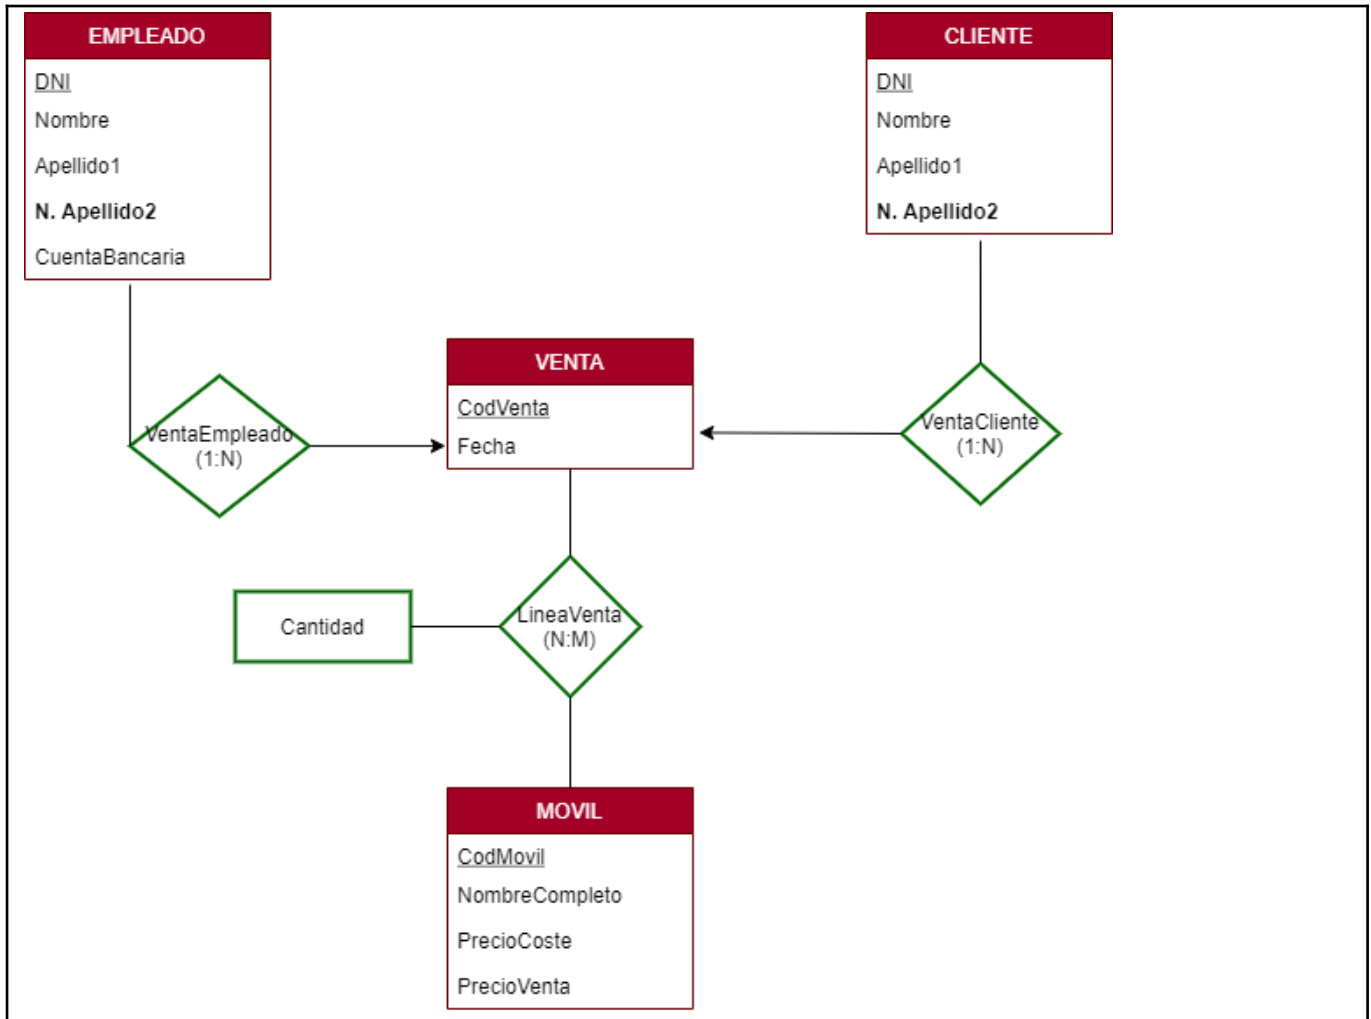 EMPLEADO
DNI
Nombre
Apellido1
N. Apellido2
CuentaBancaria
CLIENTE
DNI
Nombre
Apellido1
N. Apellido2
VentaEmpleado
(1:N)
VENTA
CodVenta
Fecha
VentaCliente
(1:N)
Cantidad
LineaVenta
(N:M)
MOVIL
CodMovil
NombreCompleto
PrecioCoste
PrecioVenta